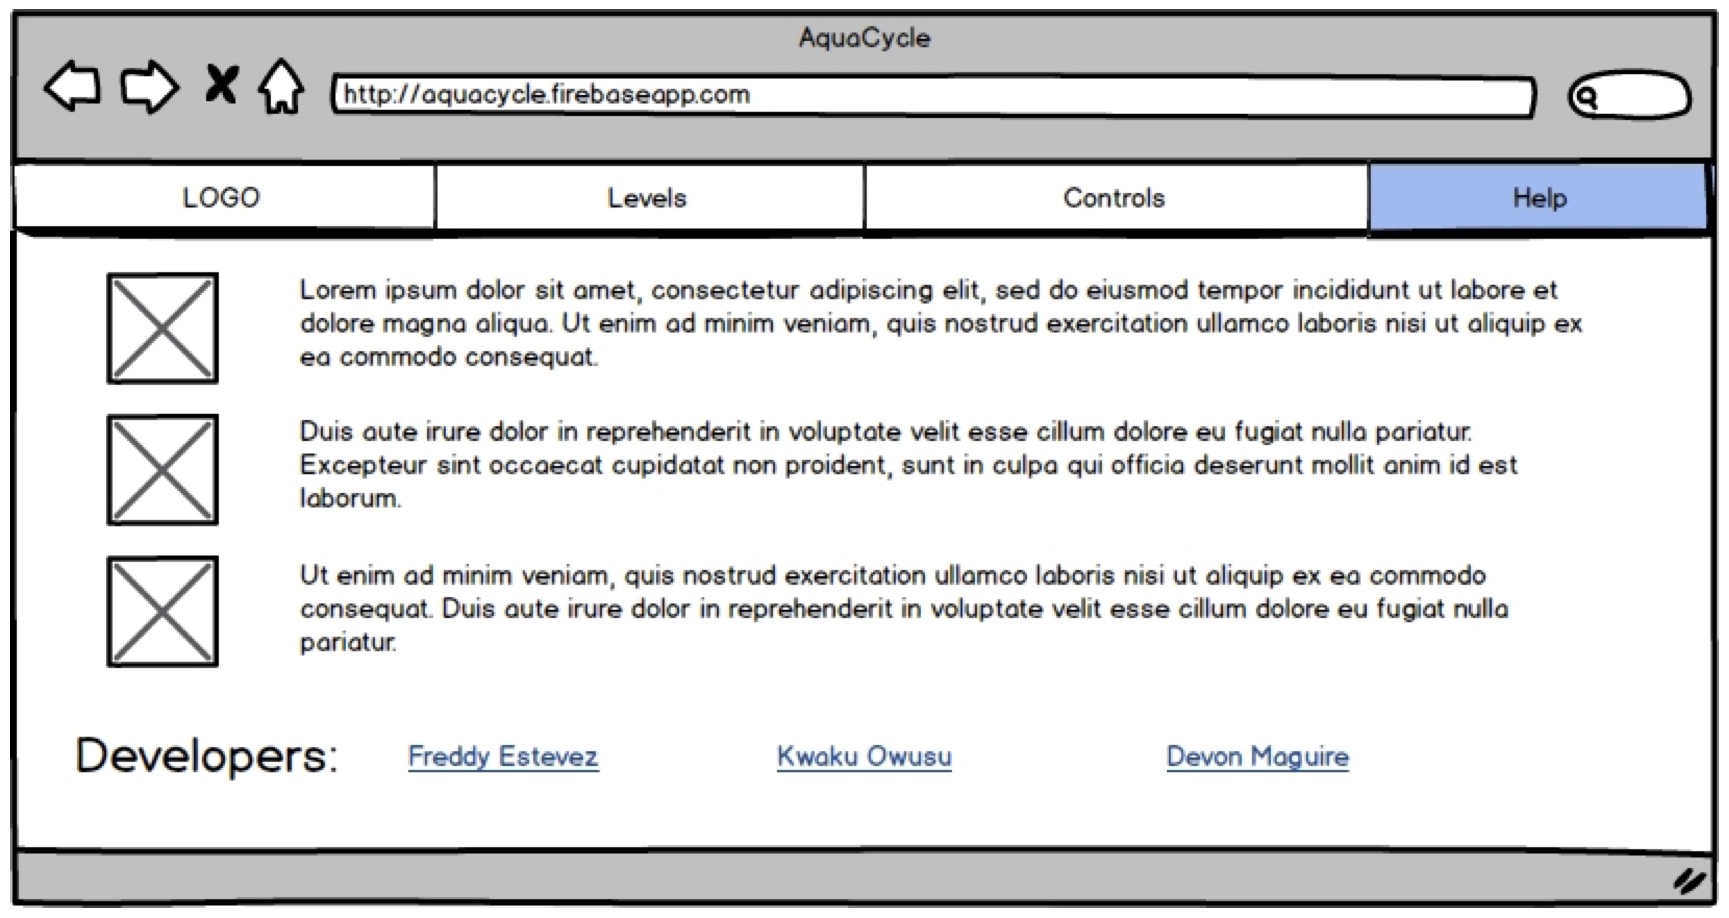 AquaCycle
http://aquacycle.firebaseapp.com
LOGO
Levels
Controls
Help
Lorem ipsum dolor sit amet, consectetur adipiscing elit, sed do eiusmod tempor incididunt ut labore et
dolore magna aliqua. Ut enim ad minim veniam, quis nostrud exercitation ullamco laboris nisi ut aliquip ex
ea commodo consequat.
Duis aute irure dolor in reprehenderit in voluptate velit esse cillum dolore eu fugiat nulla pariatur.
Excepteur sint occaecat cupidatat non proident, sunt in culpa qui officia deserunt mollit anim id est
laborum.
Ut enim ad minim veniam, quis nostrud exercitation ullamco laboris nisi ut aliquip ex ea commodo
consequat. Duis aute irure dolor in reprehenderit in voluptate velit esse cillum dolore eu fugiat nulla
pariatur.
Developers:
Freddy Estevez
Kwaku Owusu
Devon Maguire